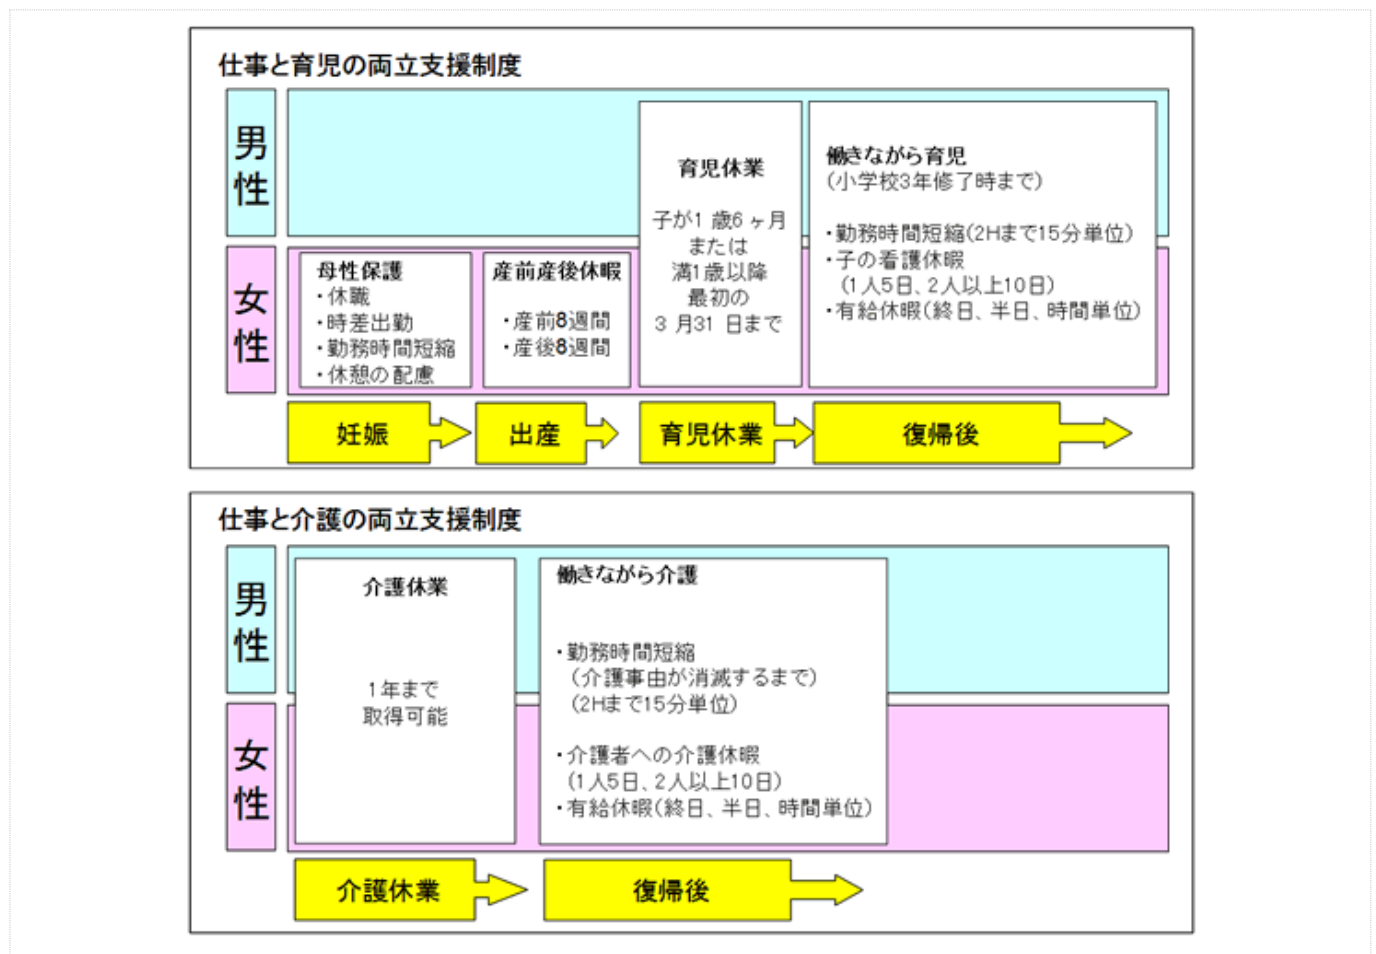 仕事と育児の両立支援制度
男性
女性
母性保護
・休職
・時差出勤
・勤務時間短縮
・休憩の配慮
産前産後休暇
・産前8週間
・産後8週間
育児休業
子が1 歳6 ヶ月
または
満1歳以降
最初の
3 月31 日まで
働きながら育児
(小学校3年修了時まで)
・勤務時間短縮(2Hまで15分単位)
・子の看護休暇
(1人5日、2人以上10日)
・有給休暇(終日、半日、時間単位)
妊娠
出産
育児休業
復帰後
仕事と介護の両立支援制度
男性
女性
介護休業
1年まで
取得可能
働きながら介護
・勤務時間短縮
(介護事由が消滅するまで)
(2Hまで15分単位)
・介護者への介護休暇
(1人5日、2人以上10日)
・有給休暇(終日、半日、時間単位)
介護休業
復帰後